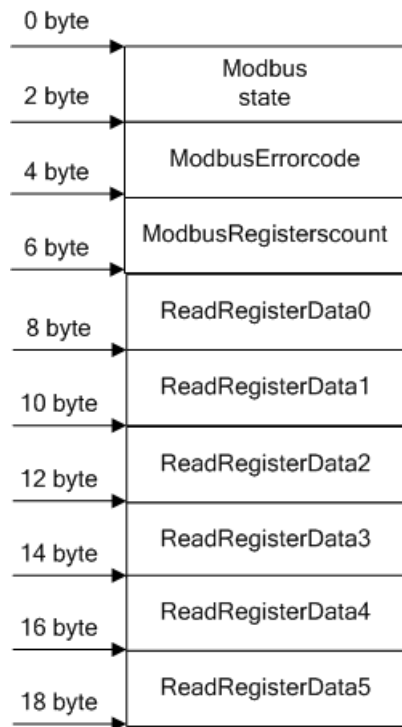 0 byte
Modbus
state
2 byte
ModbusErrorcode
4 byte
ModbusRegisterscount
6 byte
ReadRegisterData0
8 byte
ReadRegisterData1
10 byte
ReadRegisterData2
12 byte
ReadRegisterData3
14 byte
ReadRegisterData4
16 byte
ReadRegisterData5
18 byte